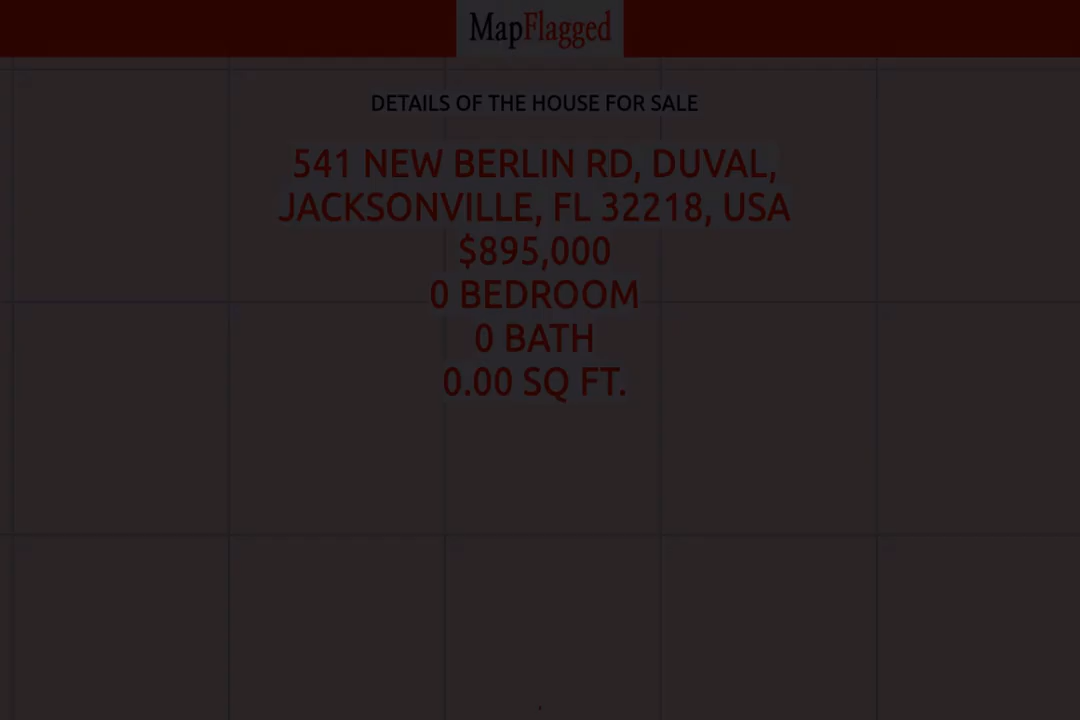 MapFlagged
DETAILS OF THE HOUSE FOR SALE
541 NEW BERLIN RD, DUVAL,
JACKSONVILLE, FL 32218, USA
$895,000
0 BEDROOM
0 BATH
0.00 SQ FT.